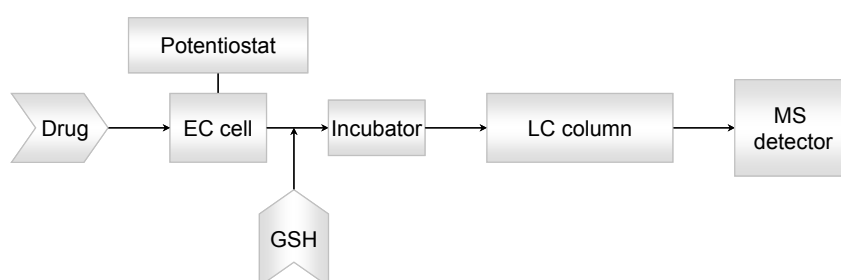 Potentiostat
Drug
EC cell
Incubator
LC column
MS
detector
GSH